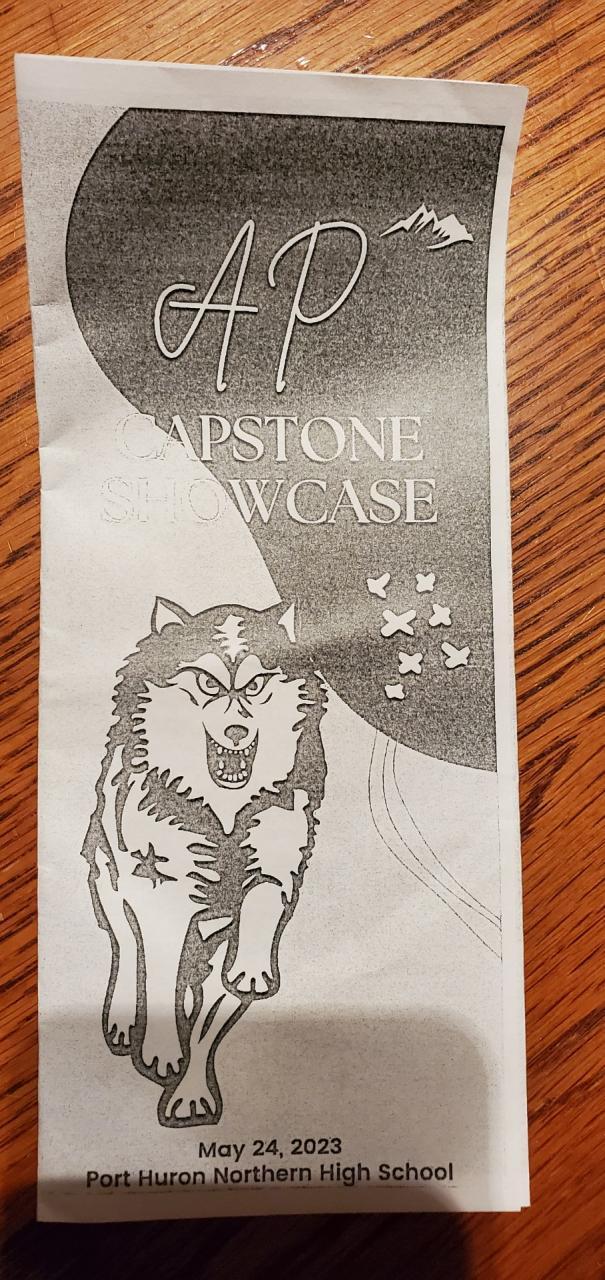 AP
CAPSTONE
SHOWCASE
May 24, 2023
Port Huron Northern High School